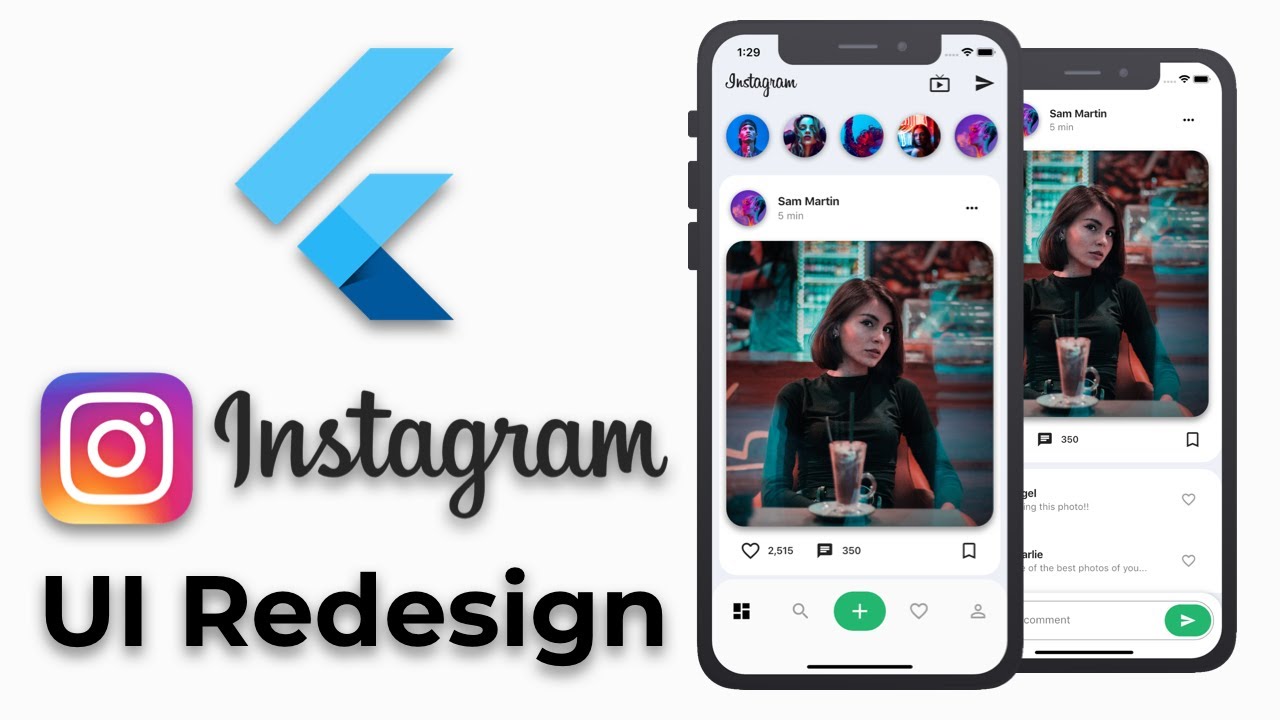 Instagram
UI Redesign
1:29
Instagram
Sam Martin
5 min
2,515
350
Sam Martin
5 min
350
gel
ing this photo!!
arlie
e of the best photos of you...
comment